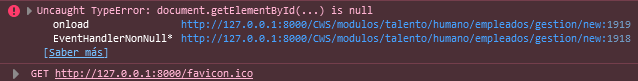 Uncaught TypeError: document.getElementById(...) is null
onload http://127.0.0.1:8000/CWS/modulos/talento/humano/empleados/gestion/new:1919
EventHandlerNonNull* http://127.0.0.1:8000/CWS/modulos/talento/humano/empleados/gestion/new:1918
[Saber más]
GET http://127.0.0.1:8000/favicon.ico